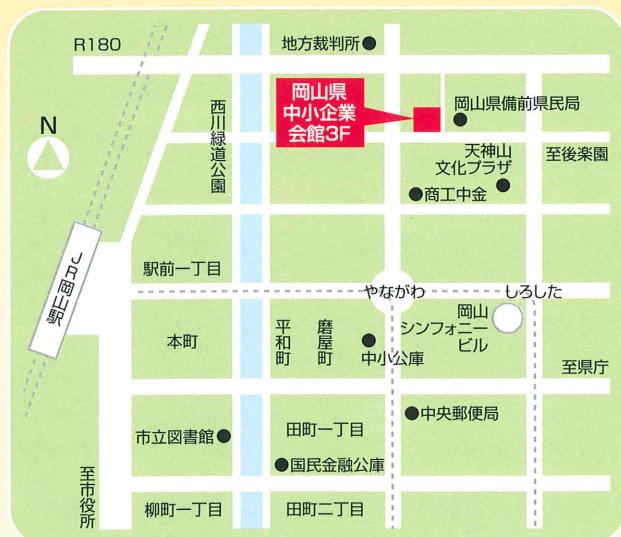 R180
地方裁判所
岡山県
中小企業
会館3F
岡山県備前県民局
西川緑道公園
N
天神山
文化プラザ
至後楽園
商工中金
JR岡山駅
駅前一丁目
やながわ
しろした
岡山
シンフォニー
ビル
本町
平和町
磨屋町
中小公庫
至県庁
中央郵便局
市立図書館
田町一丁目
国民金融公庫
至市役所
柳町一丁目
田町二丁目